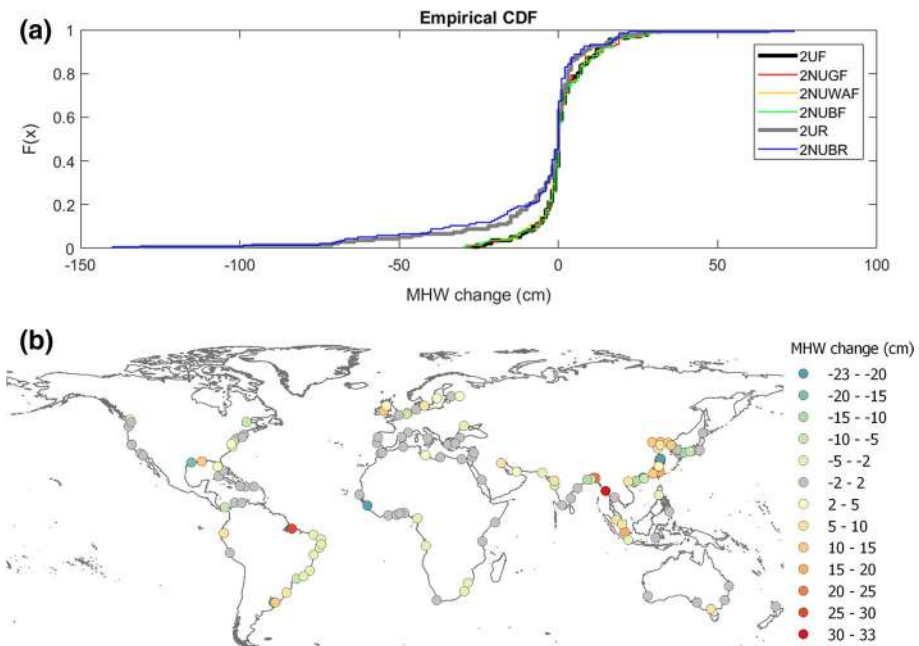 (a)
Empirical CDF
1
0.8
0.6
0.4
0.2
0
F(x)
2UF
2NUGF
2NUWAF
2NUBF
2UR
2NUBR
-150 -100 -50 0 50 100
MHW change (cm)
(b)
MHW change (cm)
-23 - -20
-20 - -15
-15 - -10
-10 - -5
-5 - -2
-2 - 2
2 - 5
5 - 10
10 - 15
15 - 20
20 - 25
25 - 30
30 - 33